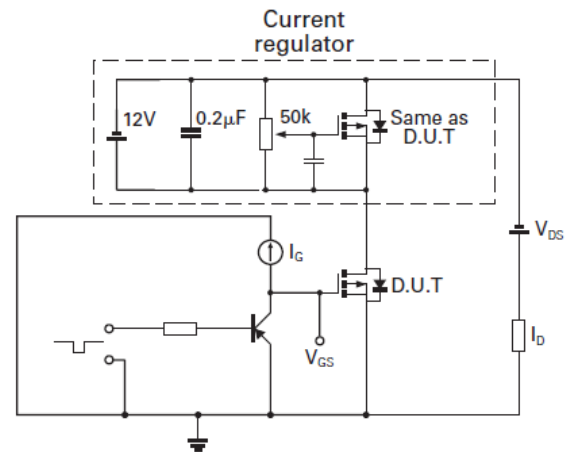 Current
regulator
12V
0.2µF
50k
Same as
D.U.T
I_G
V_DS
D.U.T
V_GS
I_D